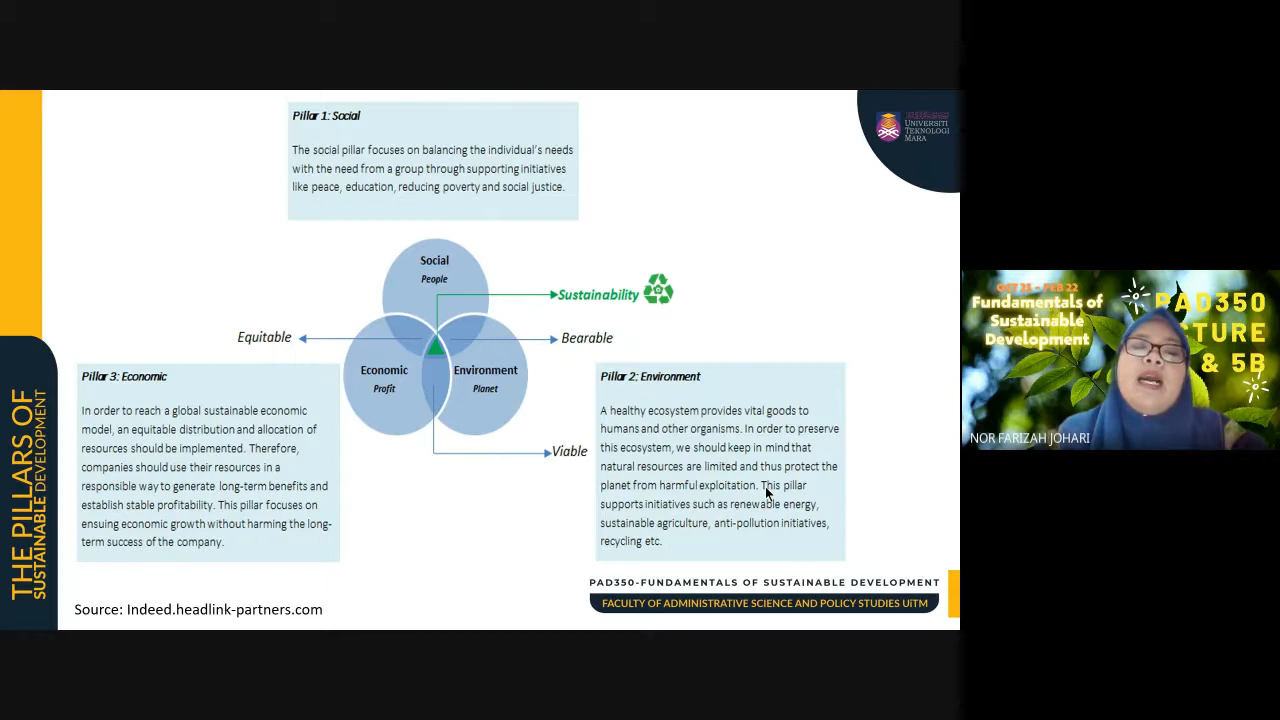 Pillar 1: Social
The social pillar focuses on balancing the individual's needs
with the need from a group through supporting initiatives
like peace, education, reducing poverty and social justice.
UNIVERSITI
TEKNOLOGI
MARA
Social
People
Sustainability
Equitable
Bearable
Economic
Profit
Environment
Planet
Viable
Pillar 3: Economic
In order to reach a global sustainable economic
model, an equitable distribution and allocation of
resources should be implemented. Therefore,
companies should use their resources in a
responsible way to generate long-term benefits and
establish stable profitability. This pillar focuses on
ensuring economic growth without harming the long-
term success of the company.
Pillar 2: Environment
A healthy ecosystem provides vital goods to
humans and other organisms. In order to preserve
this ecosystem, we should keep in mind that
natural resources are limited and thus protect the
planet from harmful exploitation. This pillar
supports initiatives such as renewable energy,
sustainable agriculture, anti-pollution initiatives,
recycling etc.
THE PILLARS OF
SUSTAINABLE DEVELOPMENT
Source: Indeed.headlink-partners.com
PAD350-FUNDAMENTALS OF SUSTAINABLE DEVELOPMENT
FACULTY OF ADMINISTRATIVE SCIENCE AND POLICY STUDIES UiTM
OCT 21 - FEB 22
Fundamentals of
Sustainable
Development
PAD350
CTURE
& 5B
NOR FARIZAH JOHARI